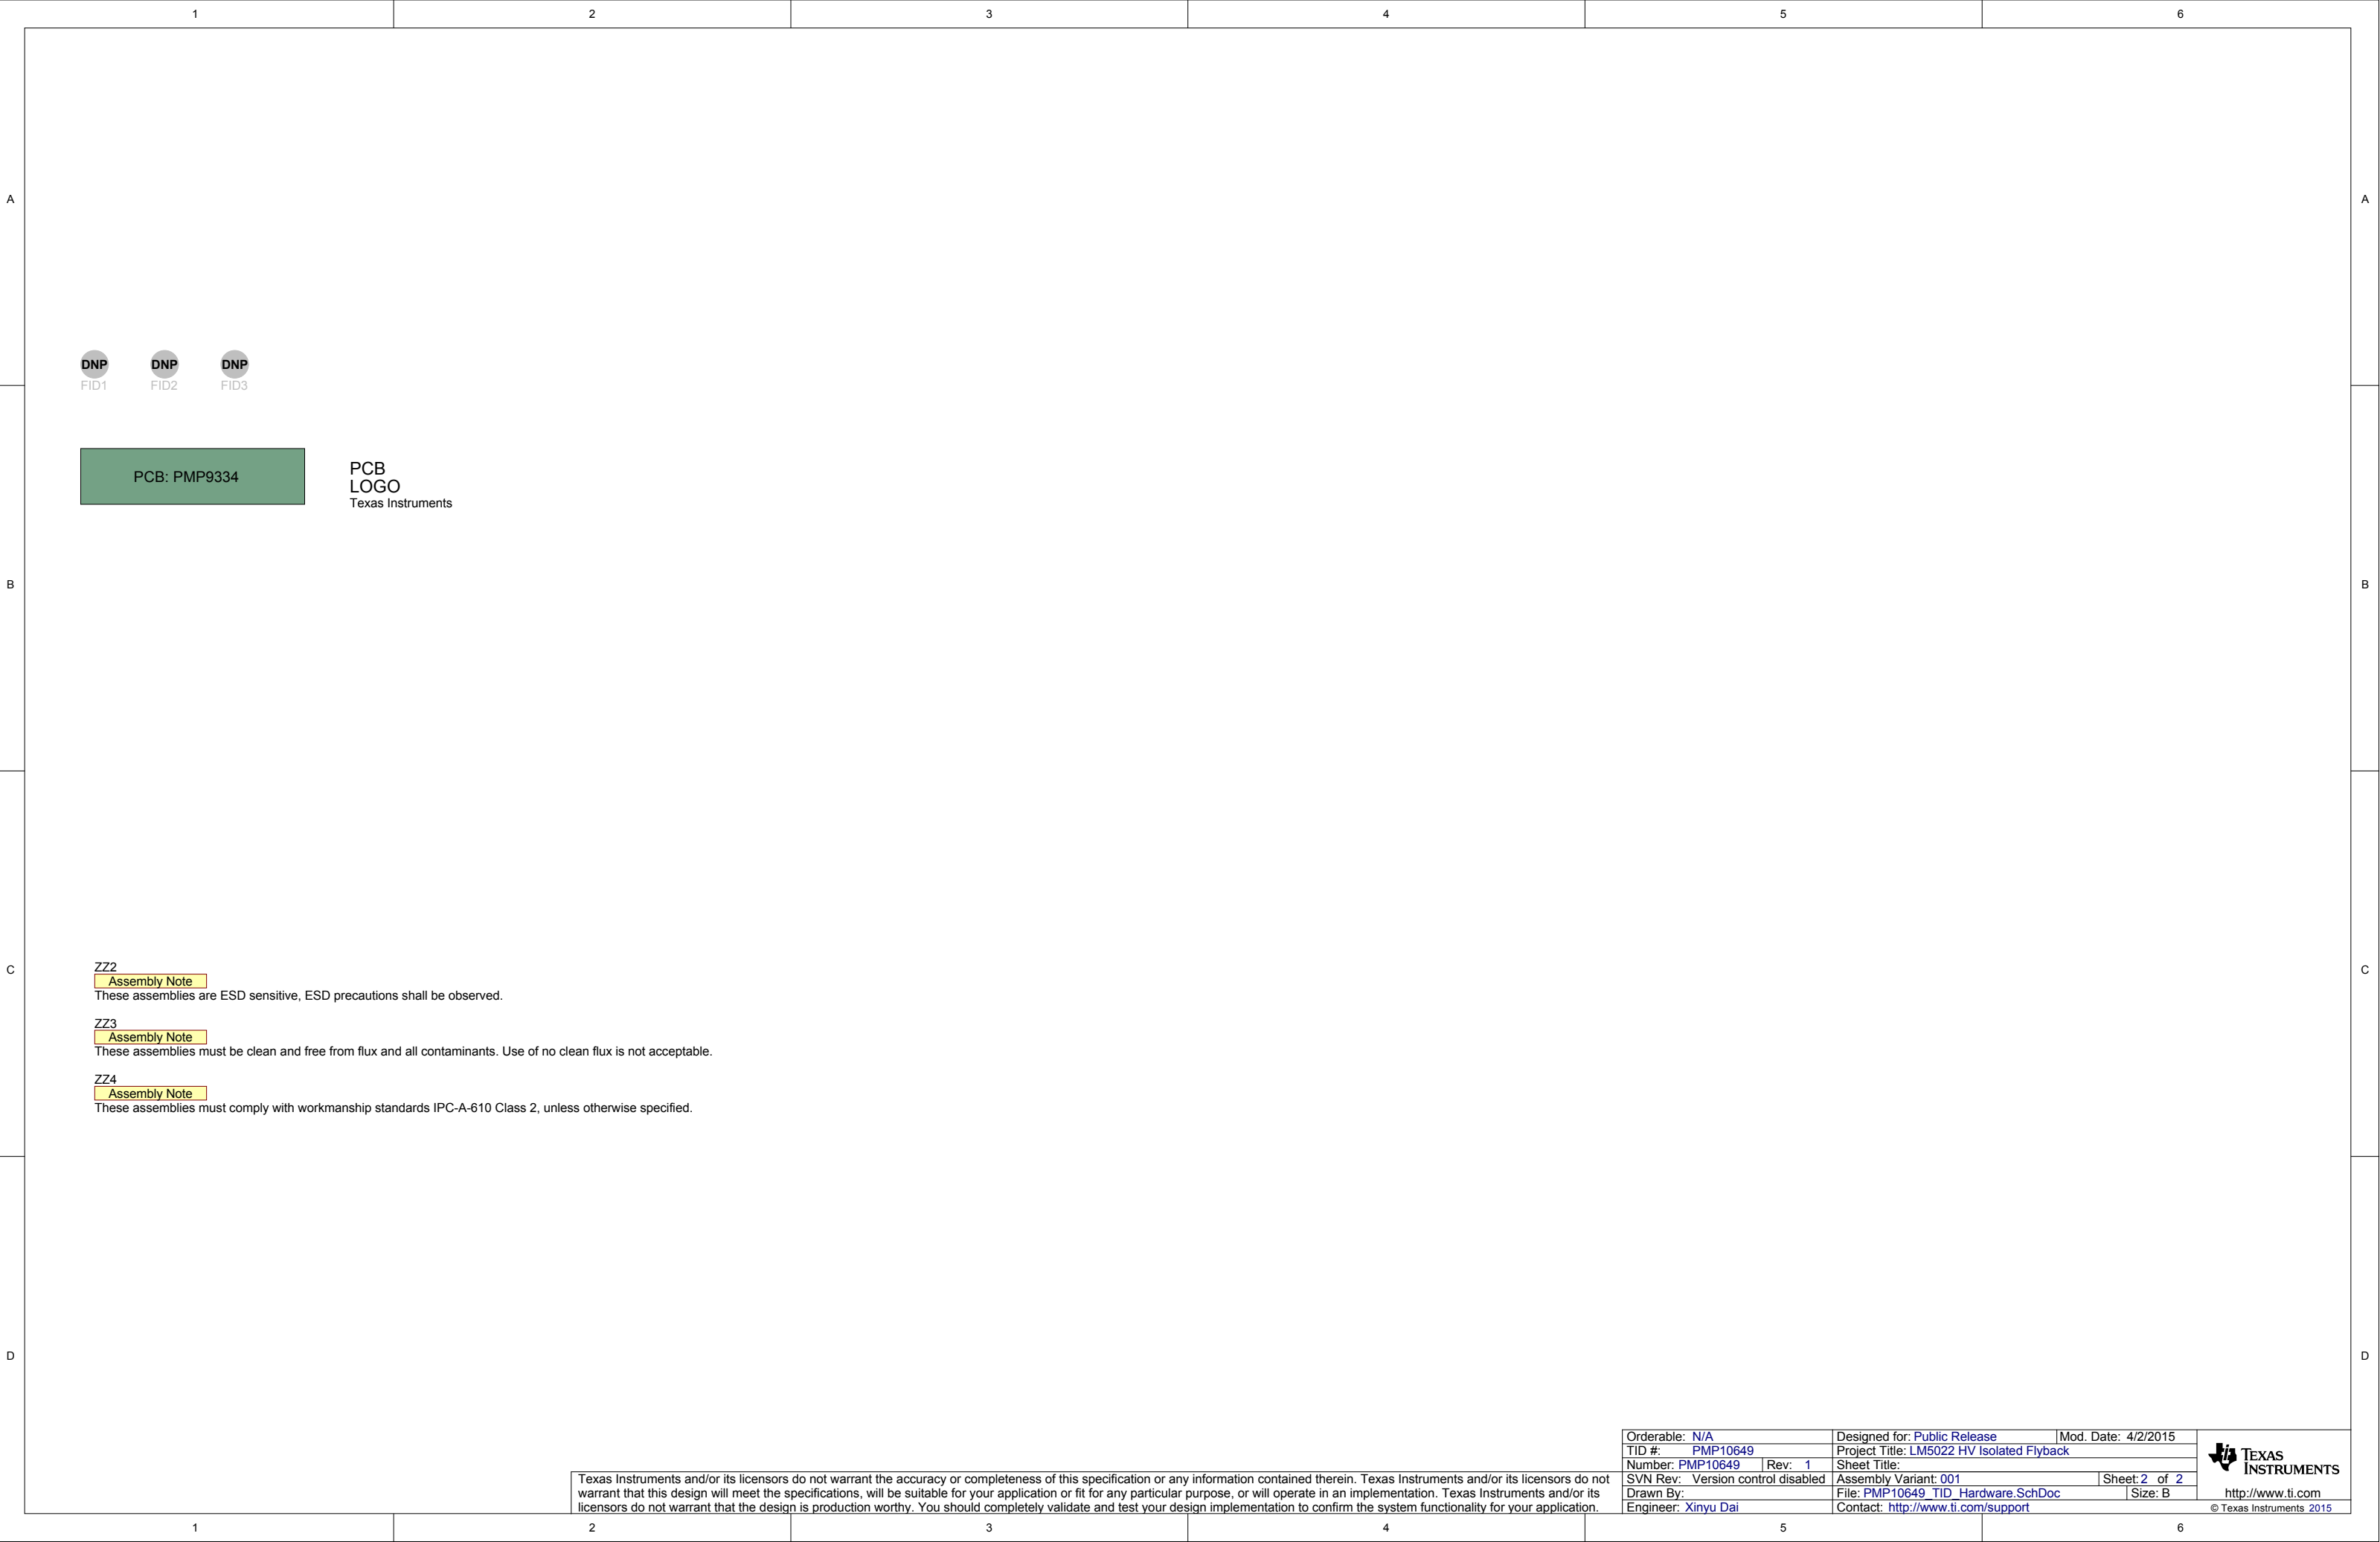 1 2 3 4 5 6
A A
DNP DNP DNP
FID1 FID2 FID3
PCB: PMP9334
PCB
LOGO
Texas Instruments
B B
C C
ZZ2
Assembly Note
These assemblies are ESD sensitive, ESD precautions shall be observed.
ZZ3
Assembly Note
These assemblies must be clean and free from flux and all contaminants. Use of no clean flux is not acceptable.
ZZ4
Assembly Note
These assemblies must comply with workmanship standards IPC-A-610 Class 2, unless otherwise specified.
D D
Texas Instruments and/or its licensors do not warrant the accuracy or completeness of this specification or any information contained therein. Texas Instruments and/or its licensors do not
warrant that this design will meet the specifications, will be suitable for your application or fit for any particular purpose, or will operate in an implementation. Texas Instruments and/or its
licensors do not warrant that the design is production worthy. You should completely validate and test your design implementation to confirm the system functionality for your application.
Orderable: N/A Designed for: Public Release Mod. Date: 4/2/2015
TID #: PMP10649 Project Title: LM5022 HV Isolated Flyback
Number: PMP10649 Rev: 1 Sheet Title:
SVN Rev: Version control disabled Assembly Variant: 001 Sheet: 2 of 2
Drawn By: File: PMP10649_TID_Hardware.SchDoc Size: B
Engineer: Xinyu Dai Contact: http://www.ti.com/support
TEXAS
INSTRUMENTS
http://www.ti.com
© Texas Instruments 2015
1 2 3 4 5 6